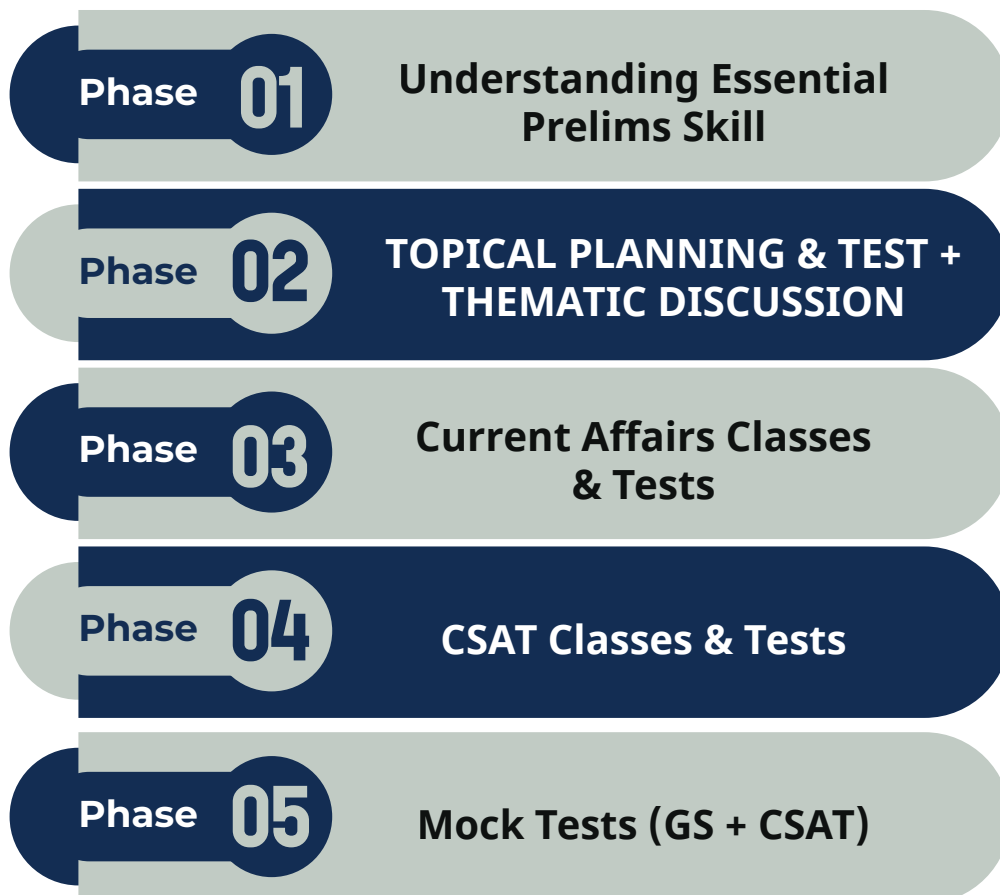 Phase 01
Understanding Essential
Prelims Skill
Phase 02
TOPICAL PLANNING & TEST +
THEMATIC DISCUSSION
Phase 03
Current Affairs Classes
& Tests
Phase 04
CSAT Classes & Tests
Phase 05
Mock Tests (GS + CSAT)